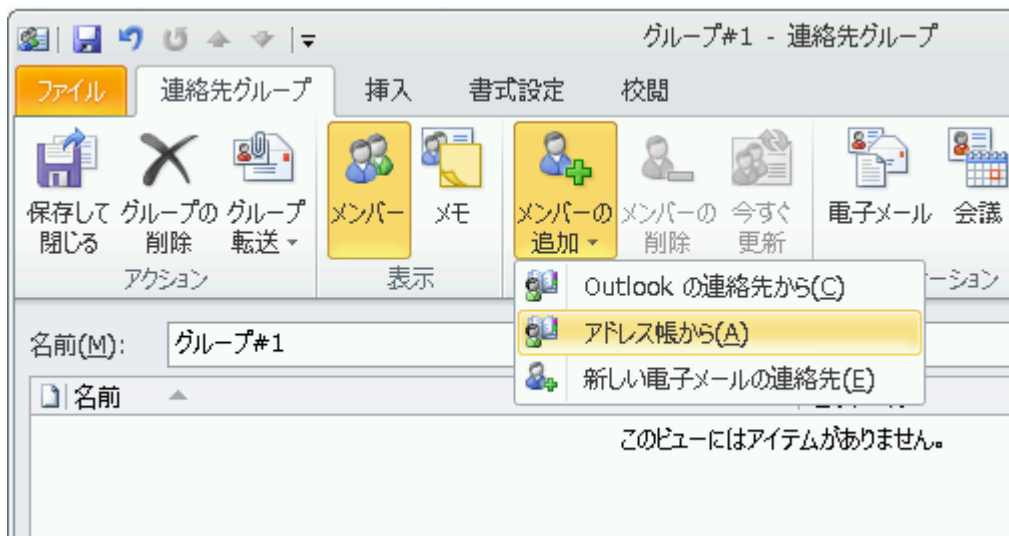 グループ#1 - 連絡先グループ
ファイル 連絡先グループ 挿入 書式設定 校閲
保存して グループの グループ メンバー メモ メンバーの メンバーの 今すぐ 電子メール 会議
閉じる 削除 転送 追加 削除 更新
アクション 表示 ーション
Outlook の連絡先から(C)
名前(M): グループ#1 アドレス帳から(A)
新しい電子メールの連絡先(E)
名前
このビューにはアイテムがありません。